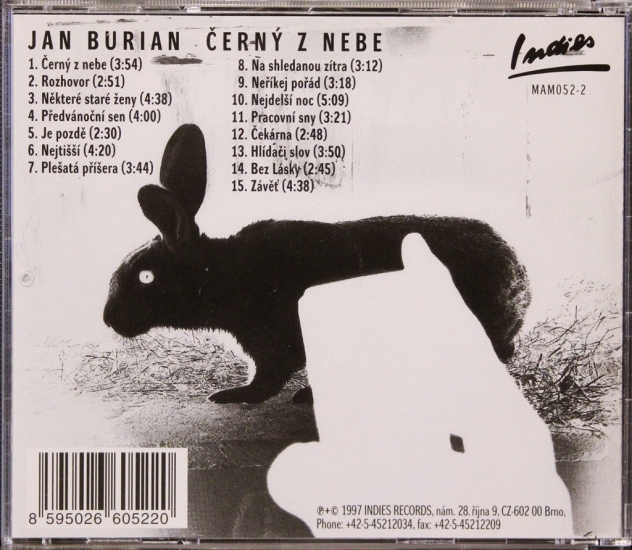 JAN BURIAN ČERNÝ Z NEBE
1. Černý z nebe (3:54)
2. Rozhovor (2:51)
3. Některé staré ženy (4:38)
4. Předvánoční sen (4:00)
5. Je pozdě (2:30)
6. Nejtišší (4:20)
7. Plešatá příšera (3:44)
8. Na shledanou zítra (3:12)
9. Neříkej pořád (3:18)
10. Nejdelší noc (5:09)
11. Pracovní sny (3:21)
12. Čekárna (2:48)
13. Hlídači slov (3:50)
14. Bez Lásky (2:45)
15. Závěť (4:38)
Indies
MAM052-2
8 595026 605220
℗+© 1997 INDIES RECORDS, nám. 28. října 9, CZ-602 00 Brno,
Phone: +42-5-45212034, fax: +42-5-45212209